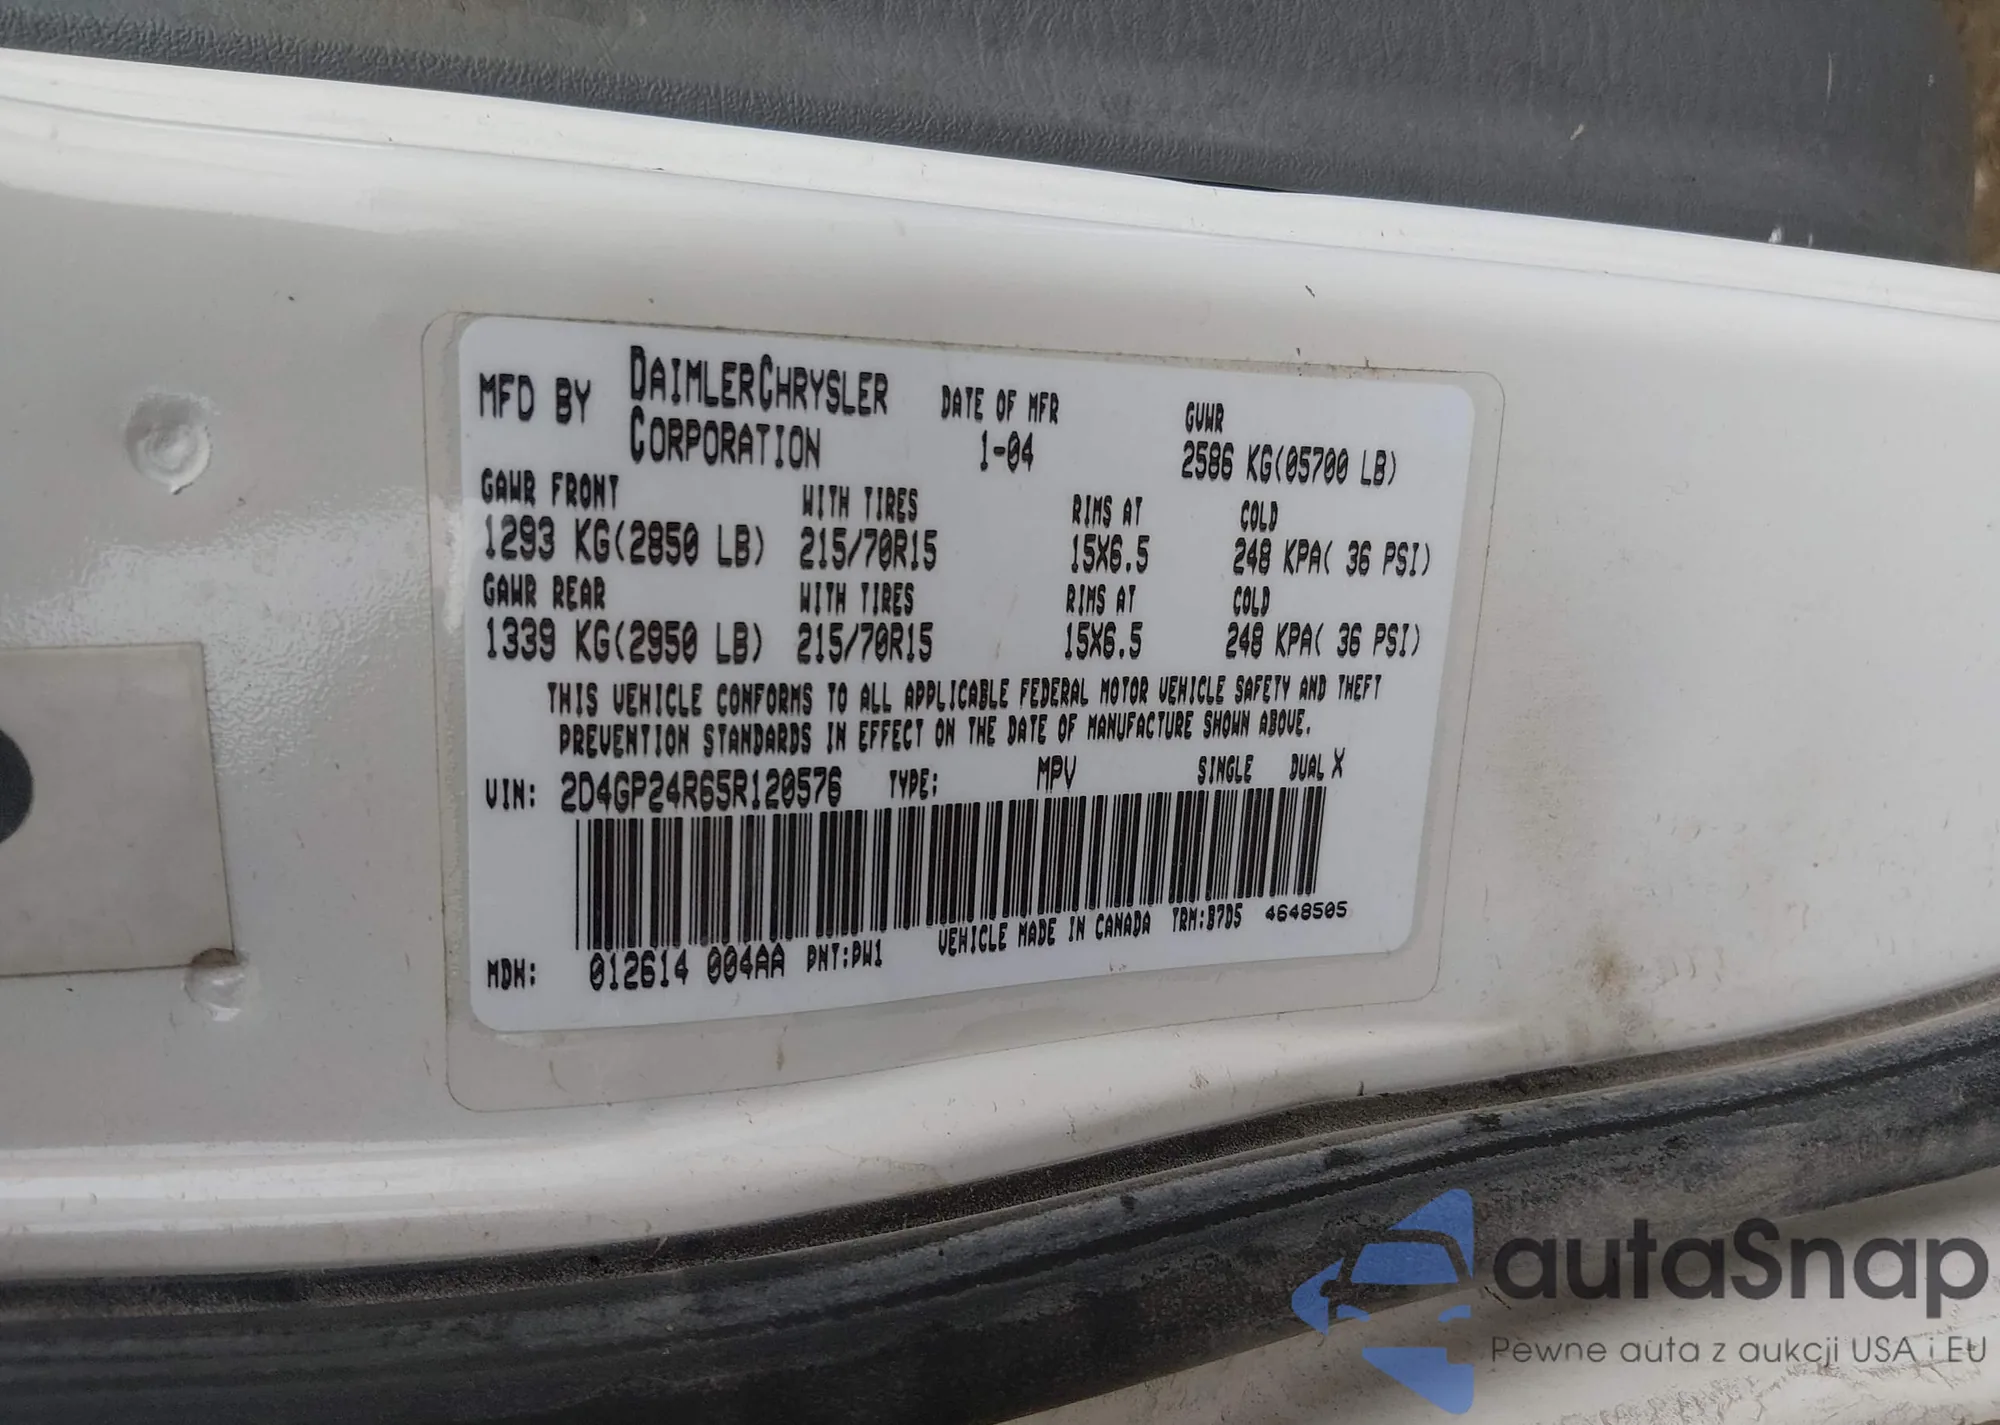 MFD BY DAIMLERCHRYSLER CORPORATION DATE OF MFR 1-04 GVWR 2586 KG(05700 LB)
GAWR FRONT WITH TIRES RIMS AT COLD
1293 KG(2850 LB) 215/70R15 15X6.5 248 KPA( 36 PSI)
GAWR REAR WITH TIRES RIMS AT COLD
1339 KG(2950 LB) 215/70R15 15X6.5 248 KPA( 36 PSI)
THIS VEHICLE CONFORMS TO ALL APPLICABLE FEDERAL MOTOR VEHICLE SAFETY AND THEFT
PREVENTION STANDARDS IN EFFECT ON THE DATE OF MANUFACTURE SHOWN ABOVE.
VIN: 2D4GP24R65R120576 TYPE: MPV SINGLE DUAL X
MDH: 012614 004AA PNT:PW1 VEHICLE MADE IN CANADA TRM:B7D5 4648505
autaSnap
Pewne auta z aukcji USA i EU